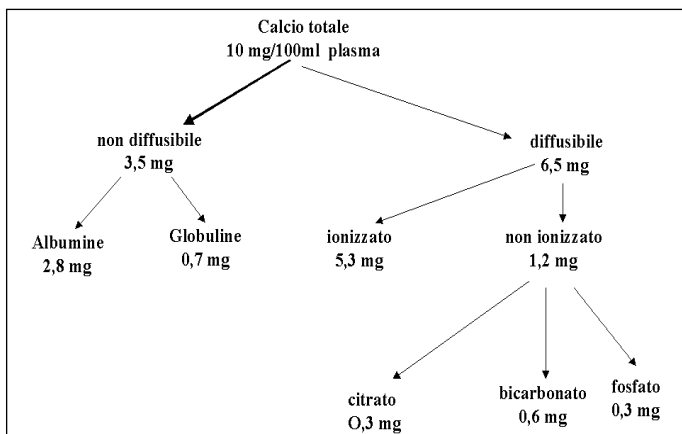 Calcio totale
10 mg/100ml plasma
non diffusibile
3,5 mg
diffusibile
6,5 mg
Albumine
2,8 mg
Globuline
0,7 mg
ionizzato
5,3 mg
non ionizzato
1,2 mg
citrato
O,3 mg
bicarbonato
0,6 mg
fosfato
0,3 mg